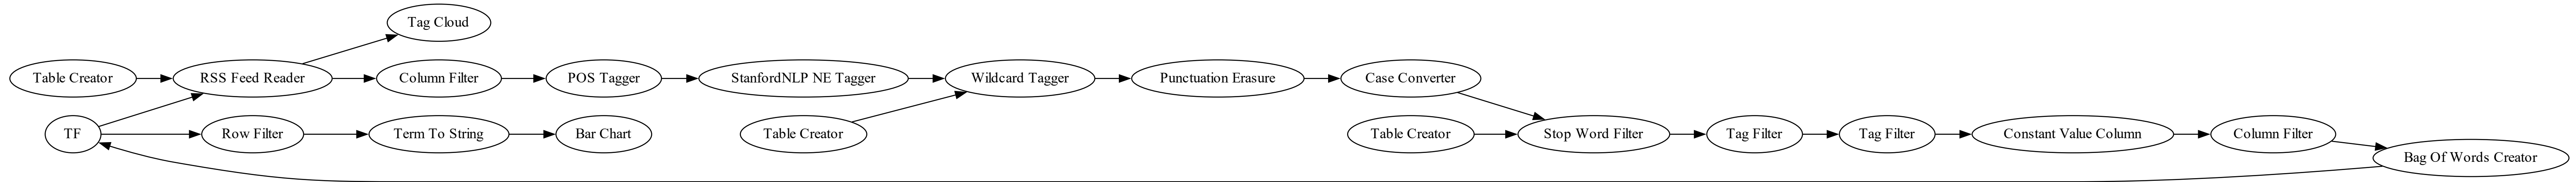 Tag Cloud
Table Creator
RSS Feed Reader
Column Filter
POS Tagger
StanfordNLP NE Tagger
Wildcard Tagger
Punctuation Erasure
Case Converter
TF
Row Filter
Term To String
Bar Chart
Table Creator
Table Creator
Stop Word Filter
Tag Filter
Tag Filter
Constant Value Column
Column Filter
Bag Of Words Creator